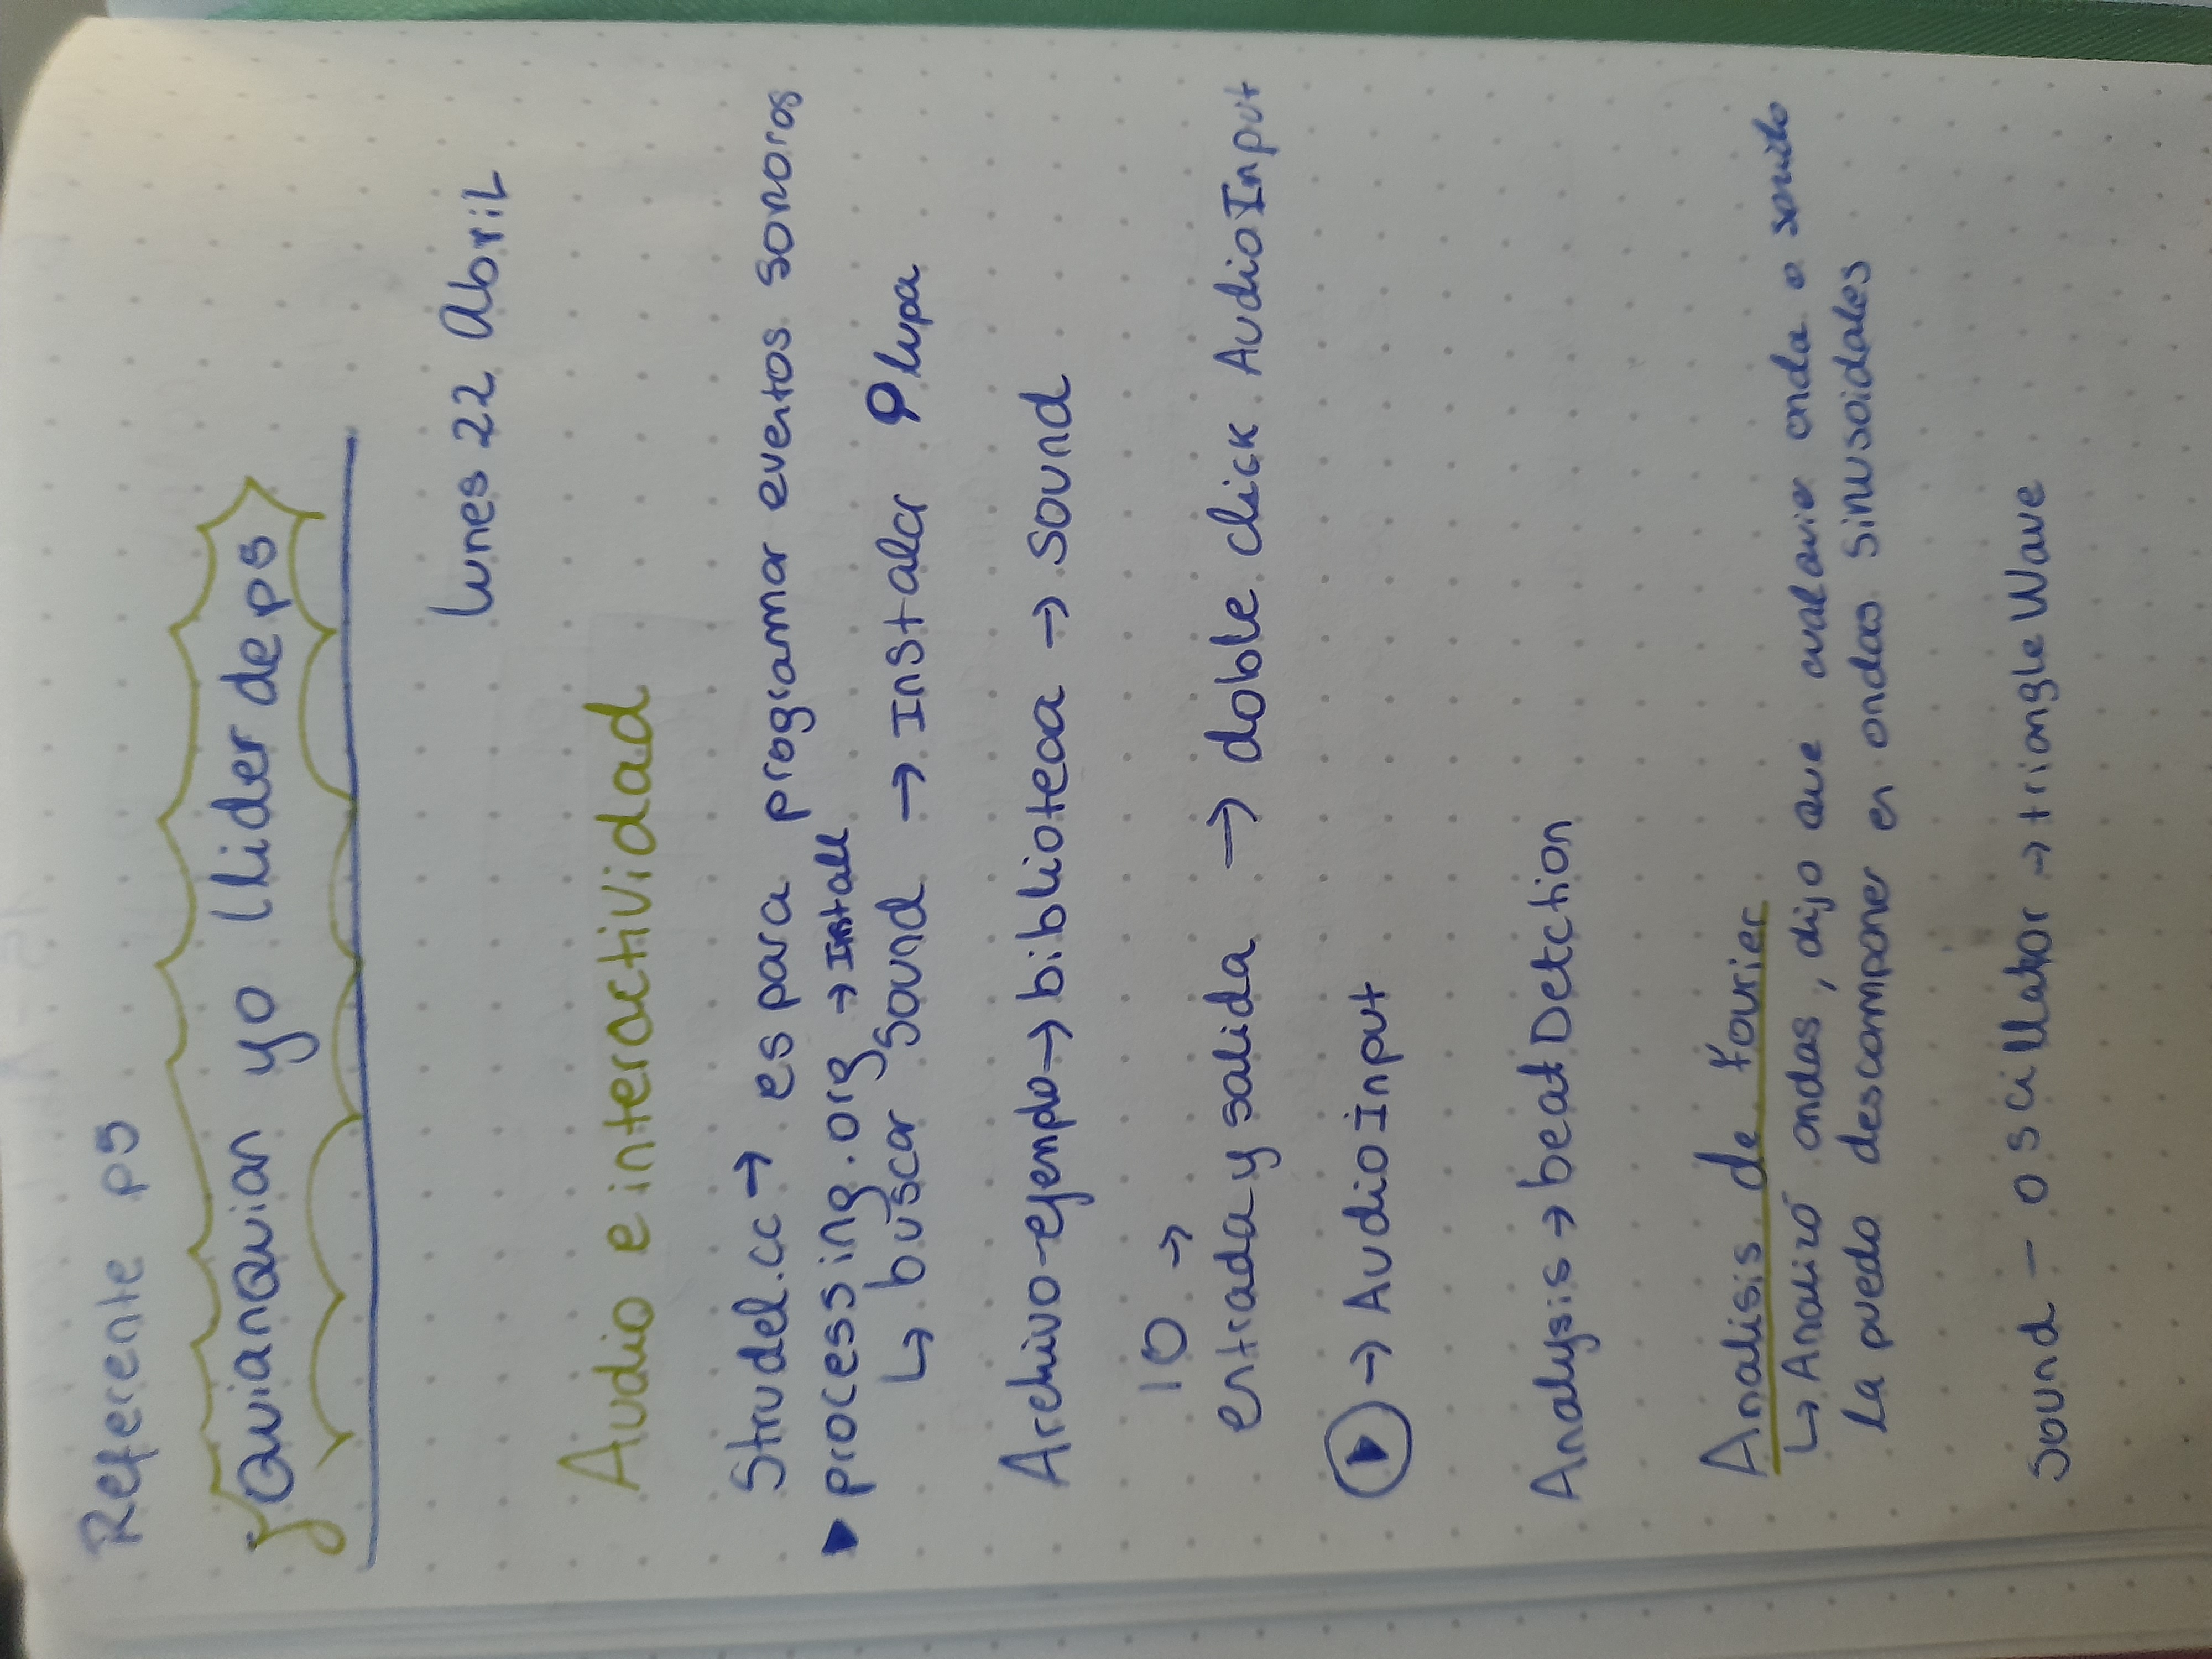 Referente p5
QuianQuian yo llider de p5
lunes 22 Abril
Audio e interactividad
Strudel.cc → es para programar eventos sonoros
▶ processing.org → Install
↳ buscar sound → Instalar lupa
Archivo-ejemplo → biblioteca → sound
IO →
entrada y salida → doble click AudioInput
▶ → Audio input
Analysis → beat Detction
Analisis de Fourier
↳ Analizó ondas, dijo que cualquier onda o sonido
la puedo descomponer en ondas sinusoidales
sound - oscillator → triangle Wave